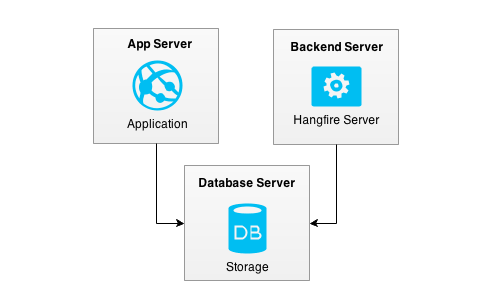 App Server
Application
Backend Server
Hangfire Server
Database Server
DB
Storage